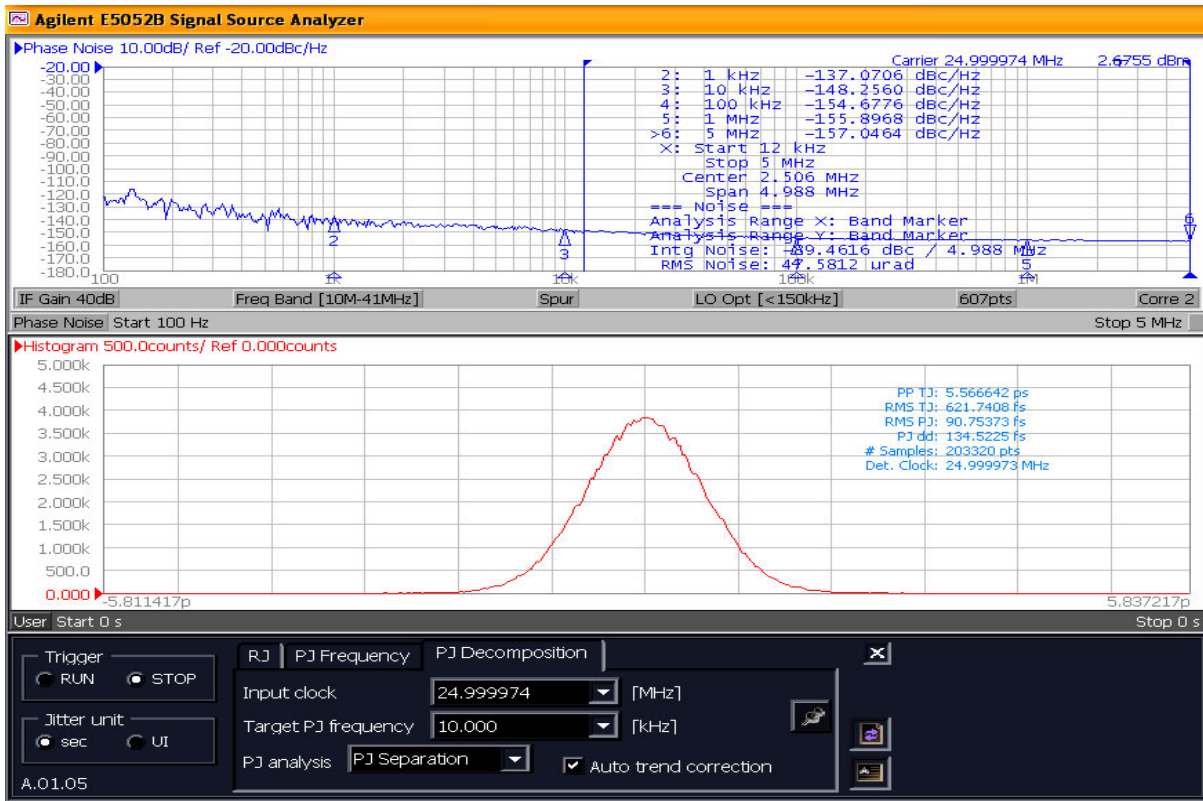 Agilent E5052B Signal Source Analyzer
Phase Noise 10.00dB/ Ref -20.00dBc/Hz
Carrier 24.999974 MHz 2.6755 dBm
-20.00
-30.00
-40.00
-50.00
-60.00
-70.00
-80.00
-90.00
-100.0
-110.0
-120.0
-130.0
-140.0
-150.0
-160.0
-170.0
-180.0
2: 1 kHz -137.0706 dBc/Hz
3: 10 kHz -148.2560 dBc/Hz
4: 100 kHz -154.6776 dBc/Hz
5: 1 MHz -155.8968 dBc/Hz
>6: 5 MHz -157.0464 dBc/Hz
X: Start 12 kHz
Stop 5 MHz
Center 2.506 MHz
Span 4.988 MHz
=== Noise ===
Analysis Range X: Band Marker
Analysis Range Y: Band Marker
Intg Noise: -89.4616 dBc / 4.988 MHz
RMS Noise: 47.5812 urad
2
3
5
6
100 1k 10k 100k 1M
IF Gain 40dB Freq Band [10M-41MHz] Spur LO Opt [<150kHz] 607pts Corre 2
Phase Noise Start 100 Hz Stop 5 MHz
Histogram 500.0counts/ Ref 0.000counts
5.000k
4.500k
4.000k
3.500k
3.000k
2.500k
2.000k
1.500k
1.000k
500.0
0.000
PP TJ: 5.566642 ps
RMS TJ: 621.7408 fs
RMS PJ: 90.75373 fs
PJ dd: 134.5225 fs
# Samples: 203320 pts
Det. Clock: 24.999973 MHz
-5.811417p 5.837217p
User Start 0 s Stop 0 s
Trigger
RUN STOP
Jitter unit
sec UI
A.01.05
RJ PJ Frequency PJ Decomposition
Input clock 24.999974 [MHz]
Target PJ frequency 10.000 [kHz]
PJ analysis PJ Separation Auto trend correction